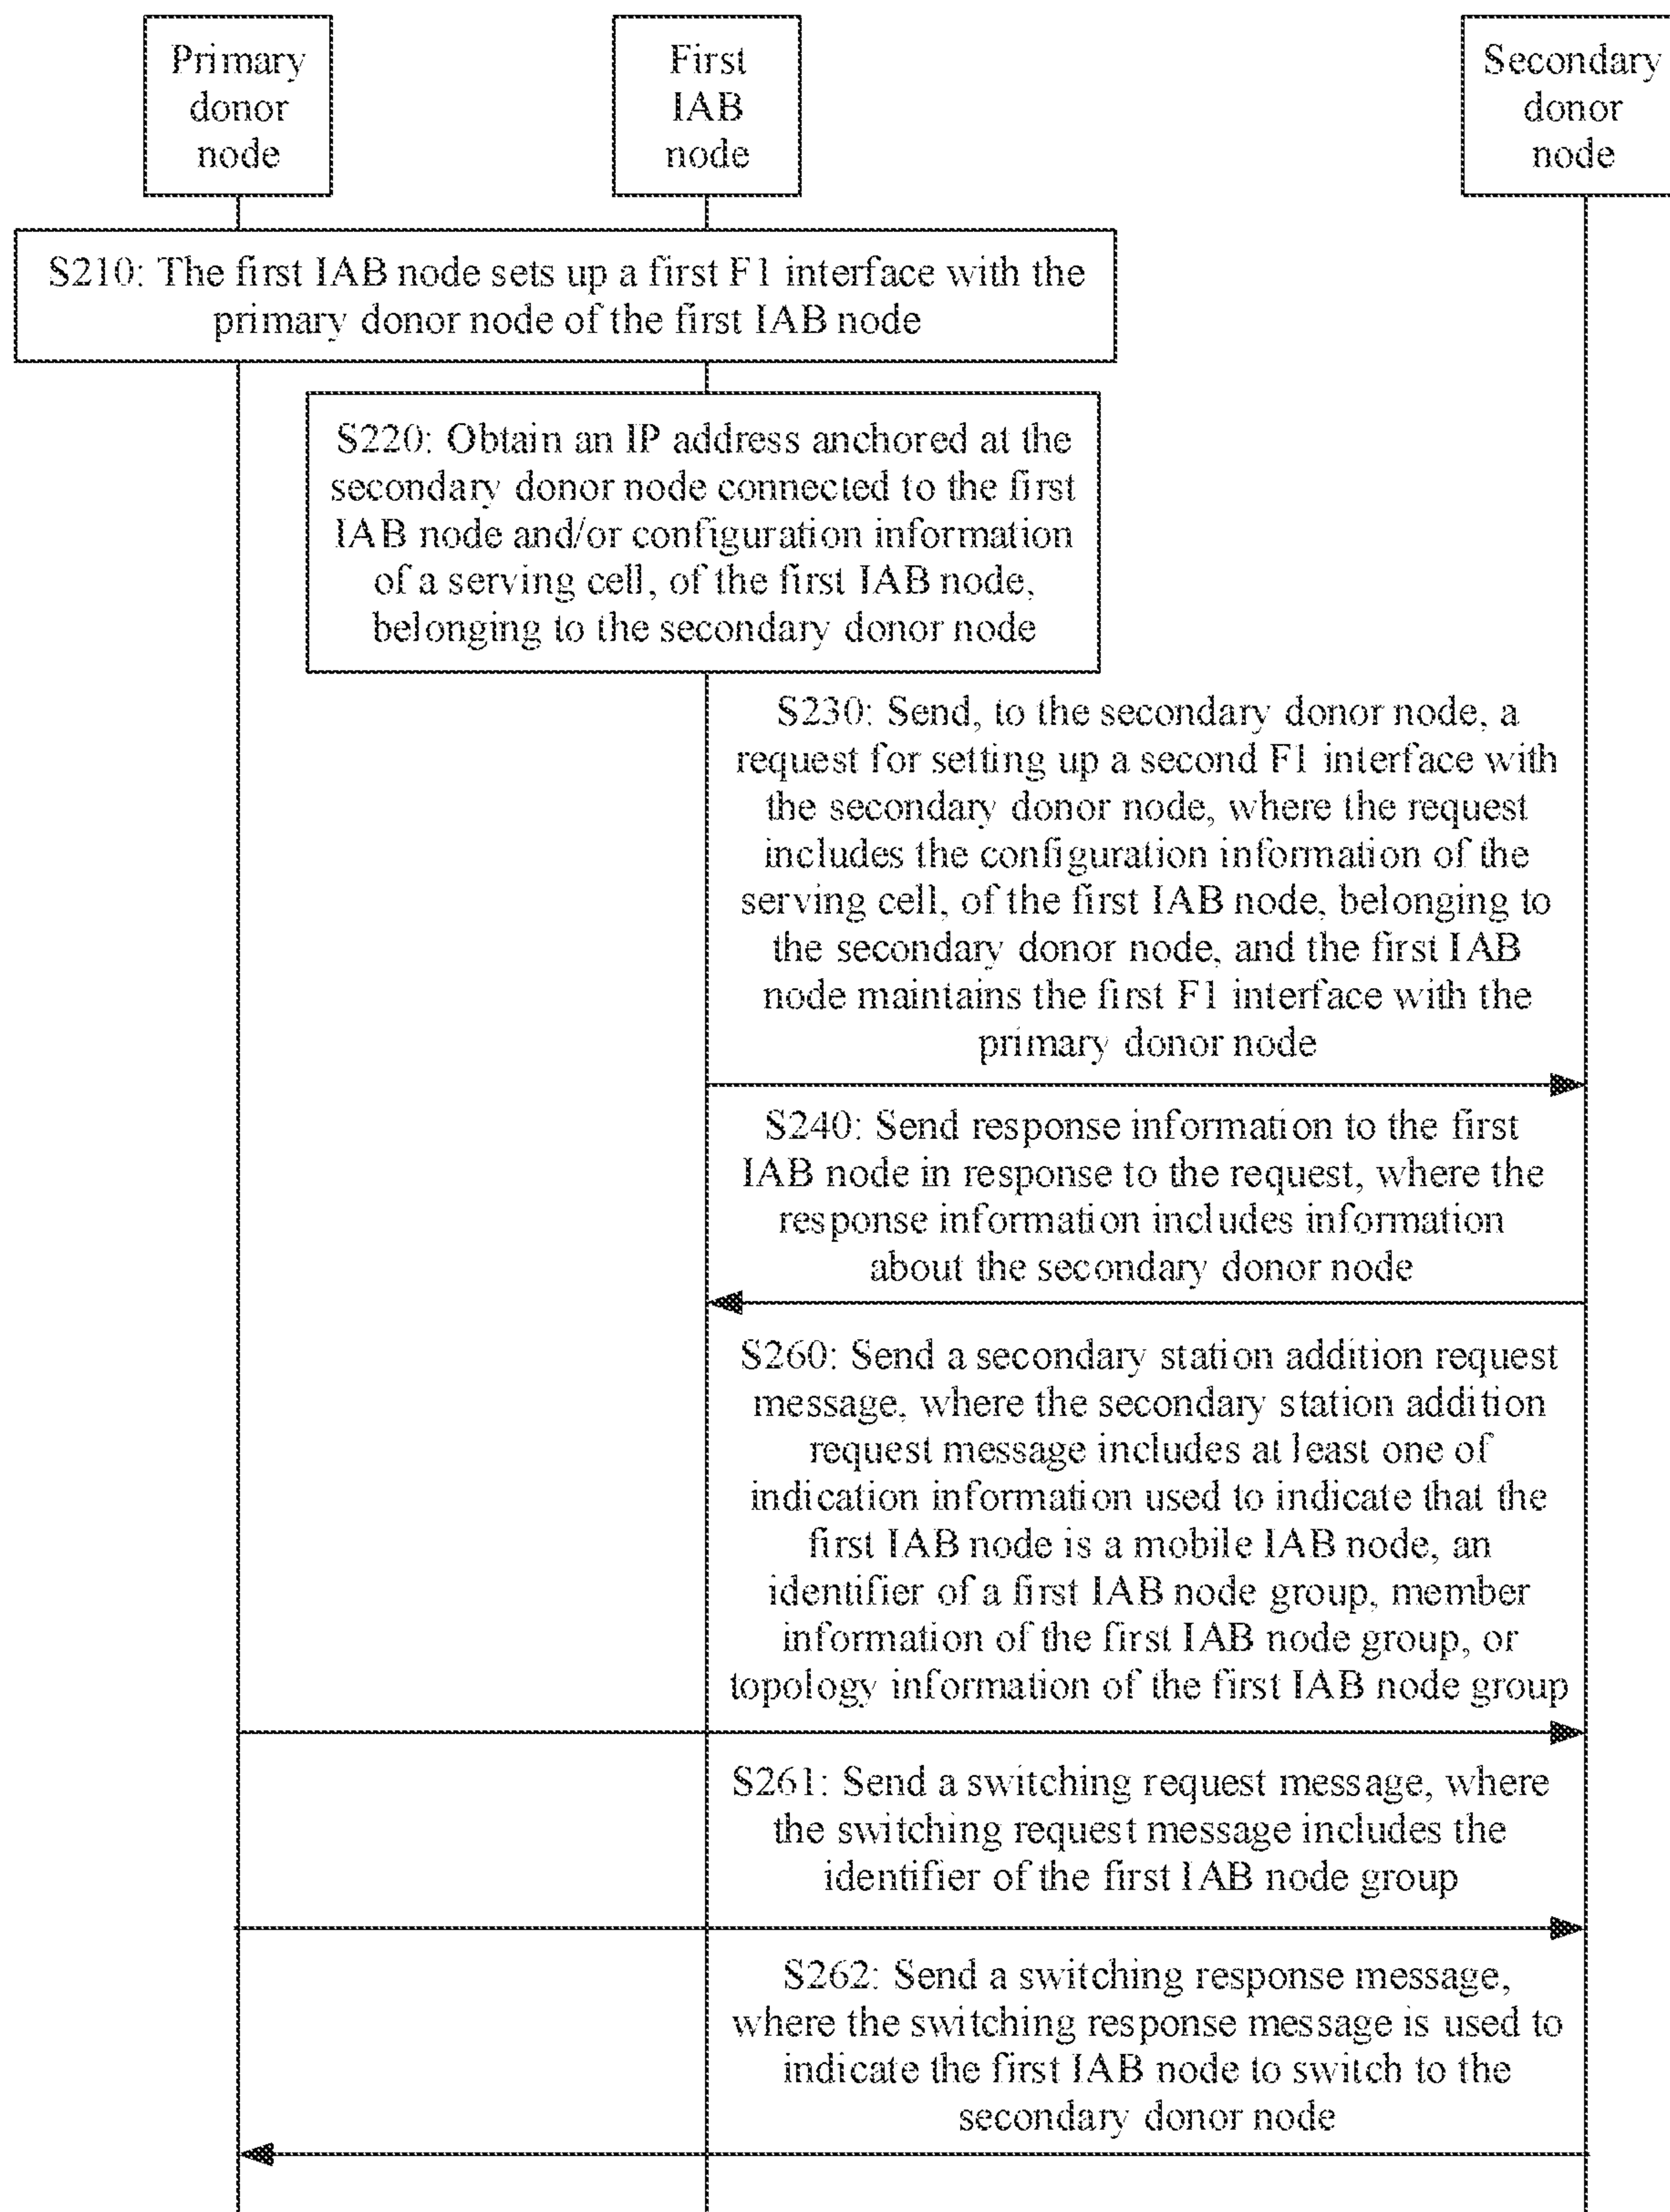 Primary
donor
node
First
IAB
node
Secondary
donor
node
S210: The first IAB node sets up a first F1 interface with the
primary donor node of the first IAB node
S220: Obtain an IP address anchored at the
secondary donor node connected to the first
IAB node and/or configuration information
of a serving cell, of the first IAB node,
belonging to the secondary donor node
S230: Send, to the secondary donor node, a
request for setting up a second F1 interface with
the secondary donor node, where the request
includes the configuration information of the
serving cell, of the first IAB node, belonging to
the secondary donor node, and the first IAB
node maintains the first F1 interface with the
primary donor node
S240: Send response information to the first
IAB node in response to the request, where the
response information includes information
about the secondary donor node
S260: Send a secondary station addition request
message, where the secondary station addition
request message includes at least one of
indication information used to indicate that the
first IAB node is a mobile IAB node, an
identifier of a first IAB node group, member
information of the first IAB node group, or
topology information of the first IAB node group
S261: Send a switching request message, where
the switching request message includes the
identifier of the first IAB node group
S262: Send a switching response message,
where the switching response message is used to
indicate the first IAB node to switch to the
secondary donor node